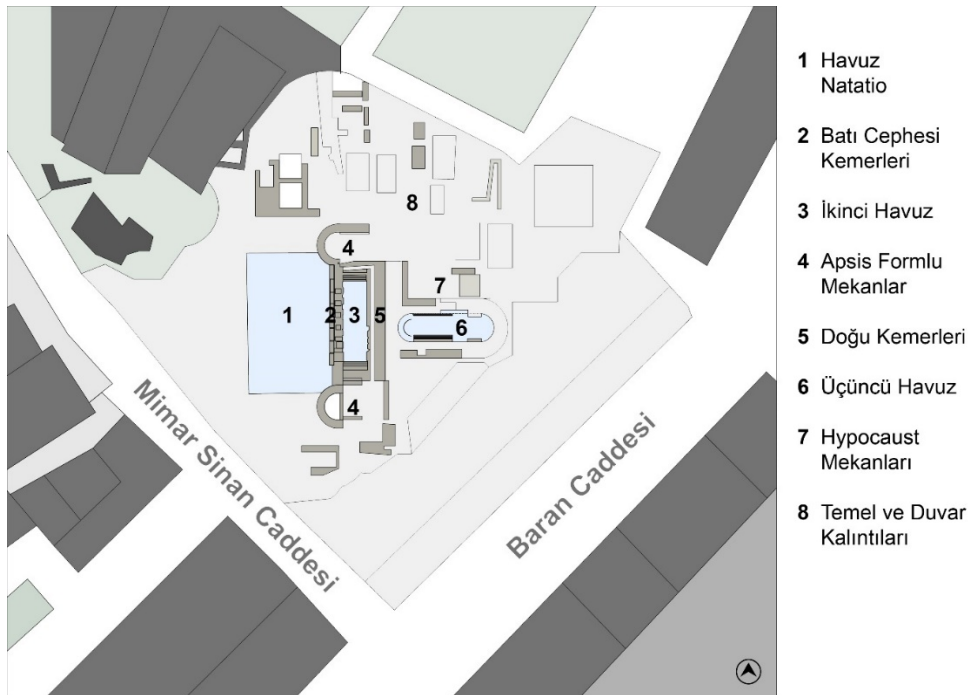 8
4
7
1
2
3
5
6
4
Mimar Sinan Caddesi
Baran Caddesi
1 Havuz
Natatio
2 Batı Cephesi
Kemerleri
3 İkinci Havuz
4 Apsis Formlu
Mekanlar
5 Doğu Kemerleri
6 Üçüncü Havuz
7 Hypocaust
Mekanları
8 Temel ve Duvar
Kalıntıları